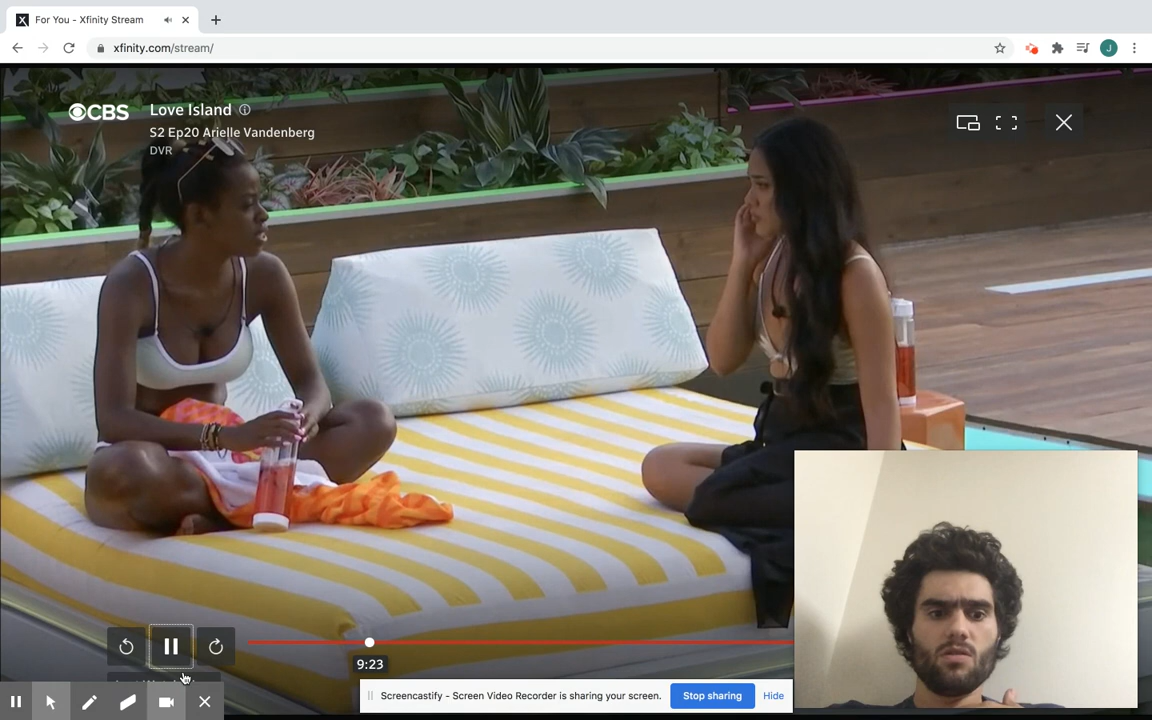 For You - Xfinity Stream
xfinity.com/stream/
J
CBS
Love Island
S2 Ep20 Arielle Vandenberg
DVR
9:23
Screencastify - Screen Video Recorder is sharing your screen.
Stop sharing
Hide